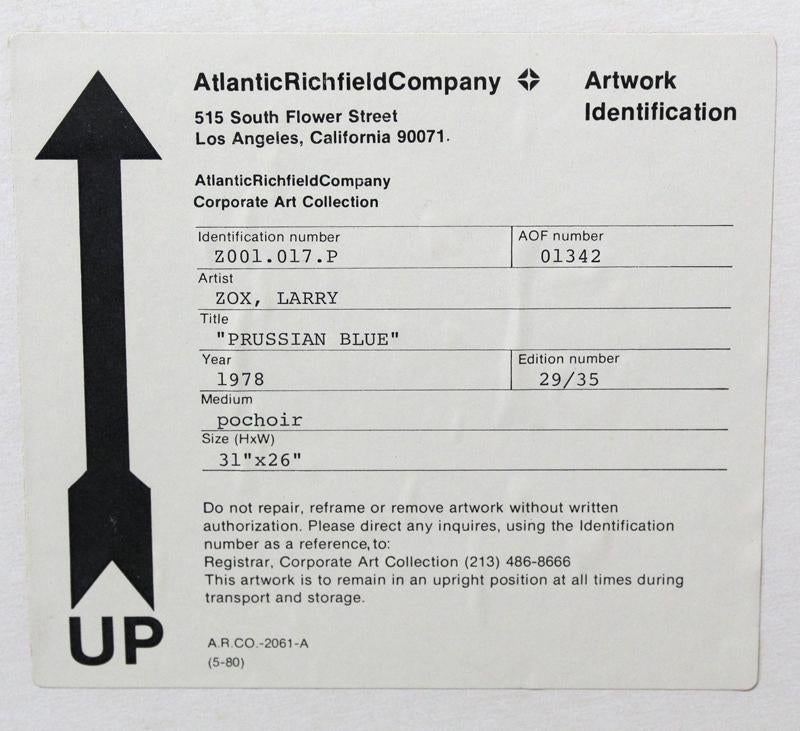 AtlanticRichfieldCompany
Artwork
Identification
515 South Flower Street
Los Angeles, California 90071.
AtlanticRichfieldCompany
Corporate Art Collection
Identification number
Z001.017.P
AOF number
01342
Artist
ZOX, LARRY
Title
"PRUSSIAN BLUE"
Year
1978
Edition number
29/35
Medium
pochoir
Size (HxW)
31"x26"
Do not repair, reframe or remove artwork without written
authorization. Please direct any inquires, using the Identification
number as a reference, to:
Registrar, Corporate Art Collection (213) 486-8666
This artwork is to remain in an upright position at all times during
transport and storage.
UP
A.R.CO.-2061-A
(5-80)